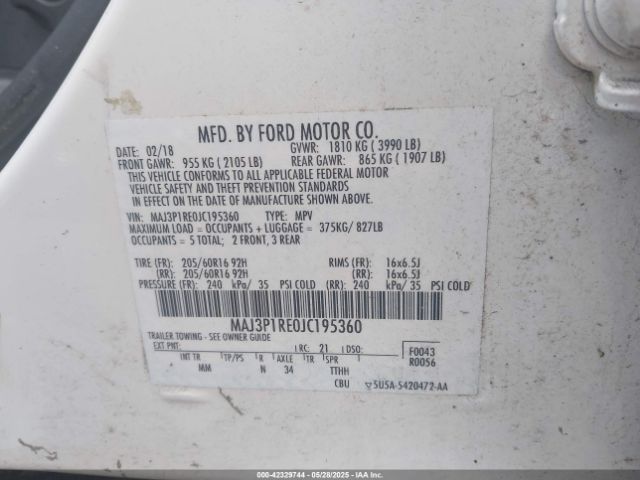 MFD. BY FORD MOTOR CO.
DATE: 02/18 GVWR: 1810 KG ( 3990 LB)
FRONT GAWR: 955 KG ( 2105 LB) REAR GAWR: 865 KG ( 1907 LB)
THIS VEHICLE CONFORMS TO ALL APPLICABLE FEDERAL MOTOR
VEHICLE SAFETY AND THEFT PREVENTION STANDARDS
IN EFFECT ON THE DATE OF MANUFACTURE SHOWN ABOVE.
VIN: MAJ3P1RE0JC195360 TYPE: MPV
MAXIMUM LOAD = OCCUPANTS + LUGGAGE = 375KG/ 827LB
OCCUPANTS = 5 TOTAL; 2 FRONT, 3 REAR
TIRE (FR): 205/60R16 92H RIMS (FR): 16x6.5J
(RR): 205/60R16 92H (RR): 16x6.5J
PRESSURE (FR): 240 kPa/ 35 PSI COLD (RR): 240 kPa/ 35 PSI COLD
MAJ3P1RE0JC195360
TRAILER TOWING - SEE OWNER GUIDE
EXT PNT: RC: 21 DSO: F0043
R0056
INT TR TP/PS R AXLE TR SPR
MM N 34 TTHH
CBU 5U5A-5420472-AA
000-42329744 - 05/28/2025 - IAAI.COM